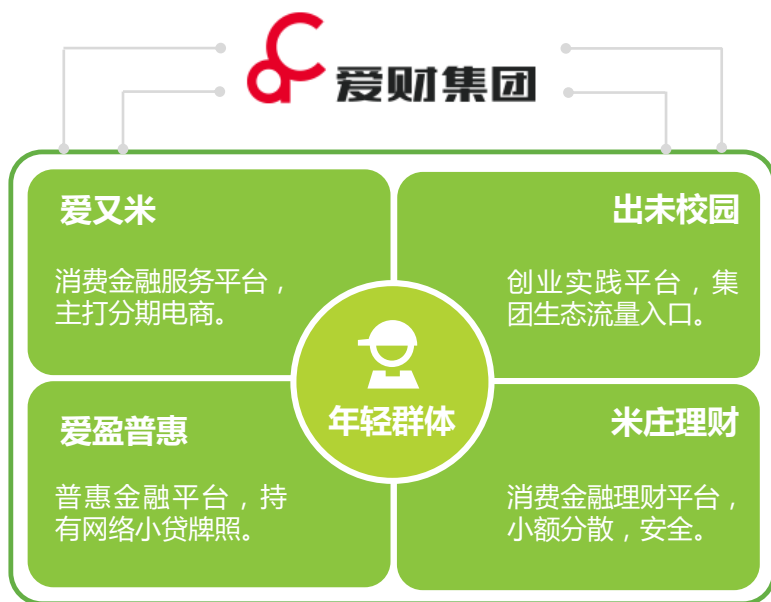 爱财集团
爱又米
消费金融服务平台，
主打分期电商。
出未校园
创业实践平台，集
团生态流量入口。
年轻群体
爱盈普惠
普惠金融平台，持
有网络小贷牌照。
米庄理财
消费金融理财平台，
小额分散，安全。